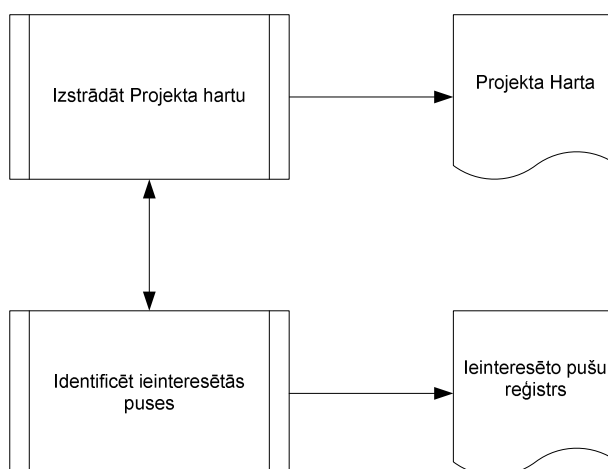 Izstrādāt Projekta hartu
Projekta Harta
Identificēt ieinteresētās
puses
Ieinteresēto pušu
reģistrs